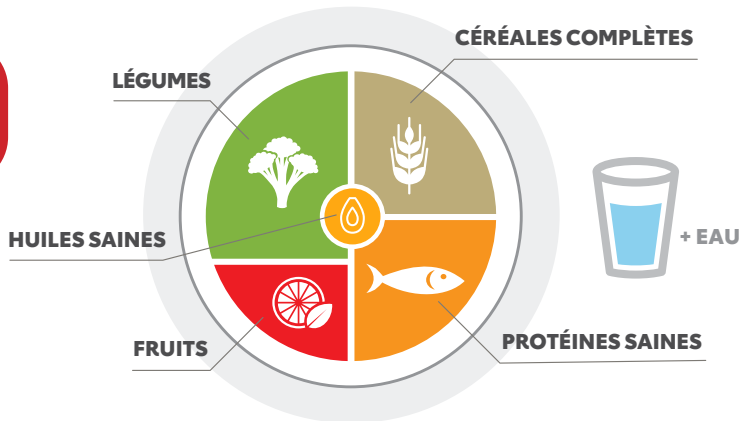 CÉRÉALES COMPLÈTES
LÉGUMES
HUILES SAINES
+ EAU
FRUITS
PROTÉINES SAINES